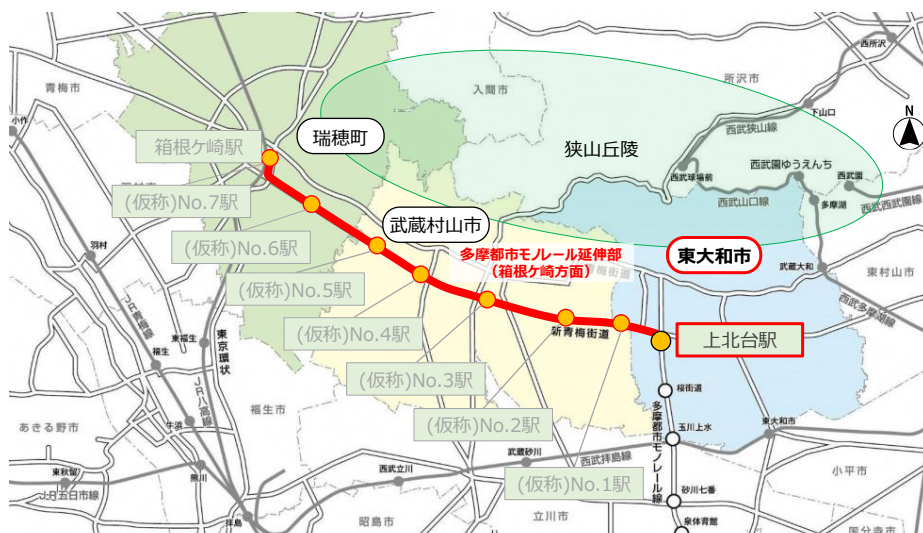 西所沢
所沢市
入間市
青梅市
小作
下山口
西武狭山線
N
瑞穂町
狭山丘陵
箱根ケ崎駅
西武球場前
西武園ゆうえんち
西武園
西武西武園線
多摩湖
西武山口線
(仮称)No.7駅
武蔵村山市
羽村
(仮称)No.6駅
多摩都市モノレール延伸部
(箱根ケ崎方面)
東大和市
武蔵大和
東村山市
西武多摩湖線
(仮称)No.5駅
JR青梅線
東福生
東京環状
(仮称)No.4駅
新青梅街道
上北台駅
福生
JR八高線
(仮称)No.3駅
桜街道
福生市
(仮称)No.2駅
多摩都市モノレール線
東大和市
あきる野市
牛浜
玉川上水
武蔵砂川
西武拝島線
東秋留
熊川
西武立川
(仮称)No.1駅
小平市
JR五日市線
砂川七番
拝島
昭島市
立川市
泉体育館
国分寺市